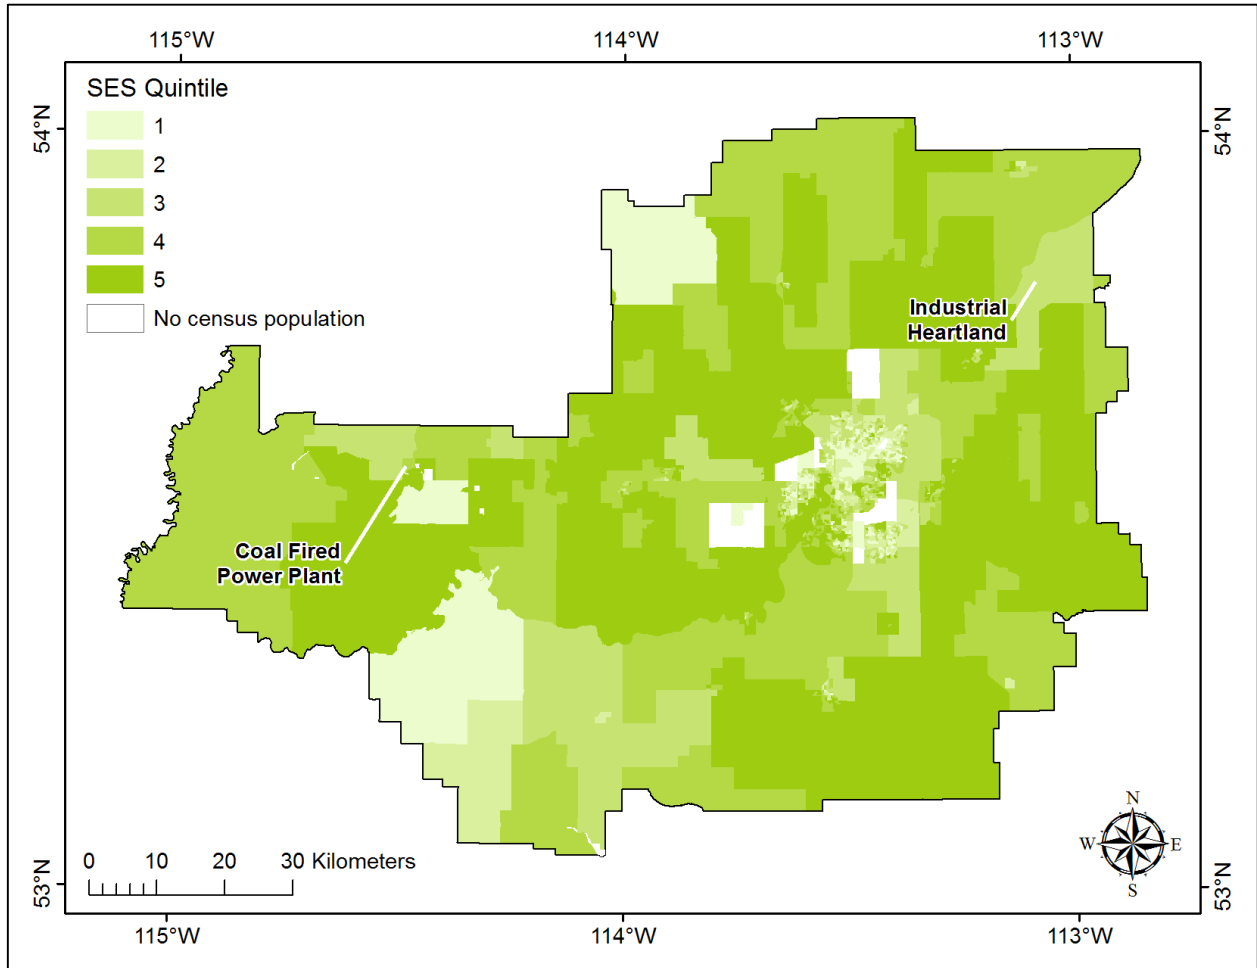 115°W 114°W 113°W
54°N 54°N
SES Quintile
1
2
3
4
5
No census population
Industrial
Heartland
Coal Fired
Power Plant
0 10 20 30 Kilometers
N
W E
S
53°N 53°N
115°W 114°W 113°W